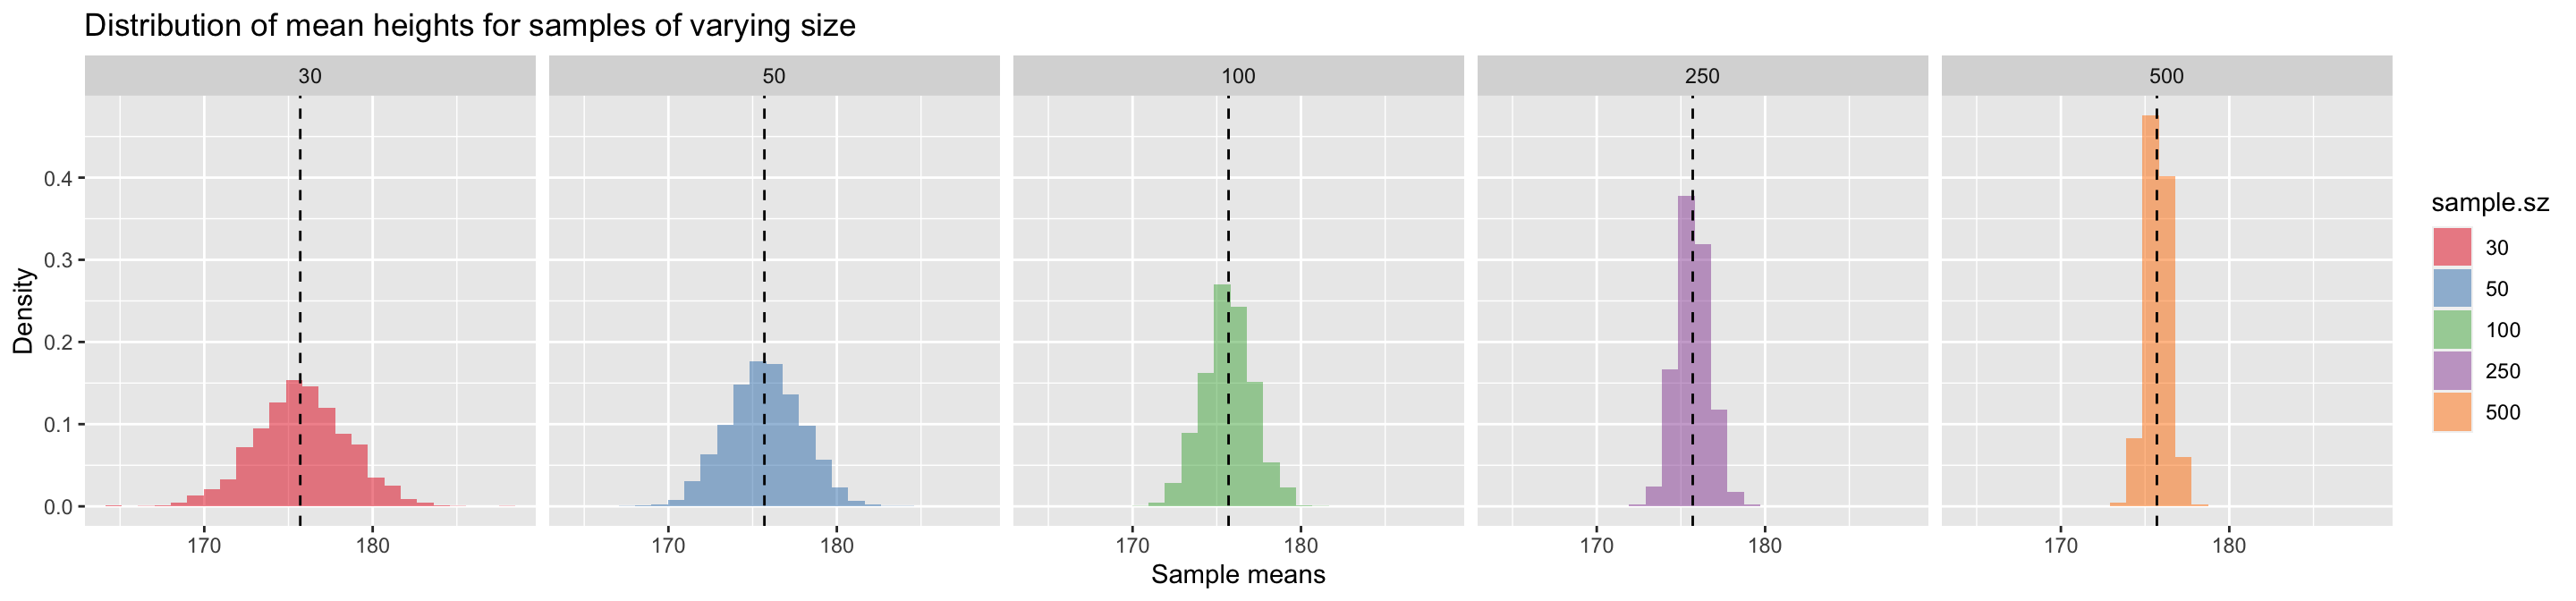 Distribution of mean heights for samples of varying size
30 50 100 250 500
Density
0.4
0.3
0.2
0.1
0.0
170 180 170 180 170 180 170 180 170 180
Sample means
sample.sz
30
50
100
250
500